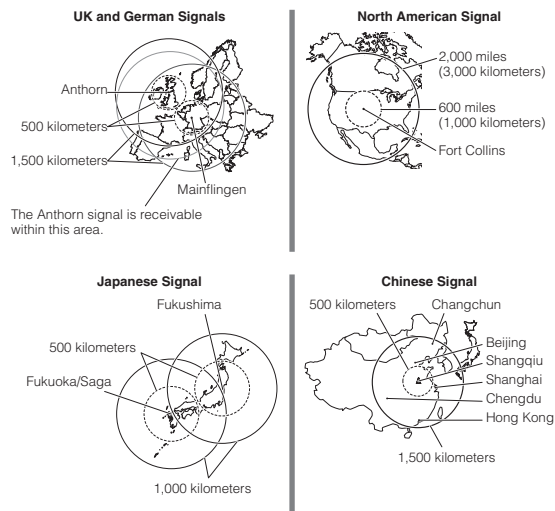 UK and German Signals
Anthorn
500 kilometers
1,500 kilometers
Mainflingen
The Anthorn signal is receivable
within this area.
North American Signal
2,000 miles
(3,000 kilometers)
600 miles
(1,000 kilometers)
Fort Collins
Japanese Signal
Fukushima
500 kilometers
Fukuoka/Saga
1,000 kilometers
Chinese Signal
500 kilometers
Changchun
Beijing
Shangqiu
Shanghai
Chengdu
Hong Kong
1,500 kilometers